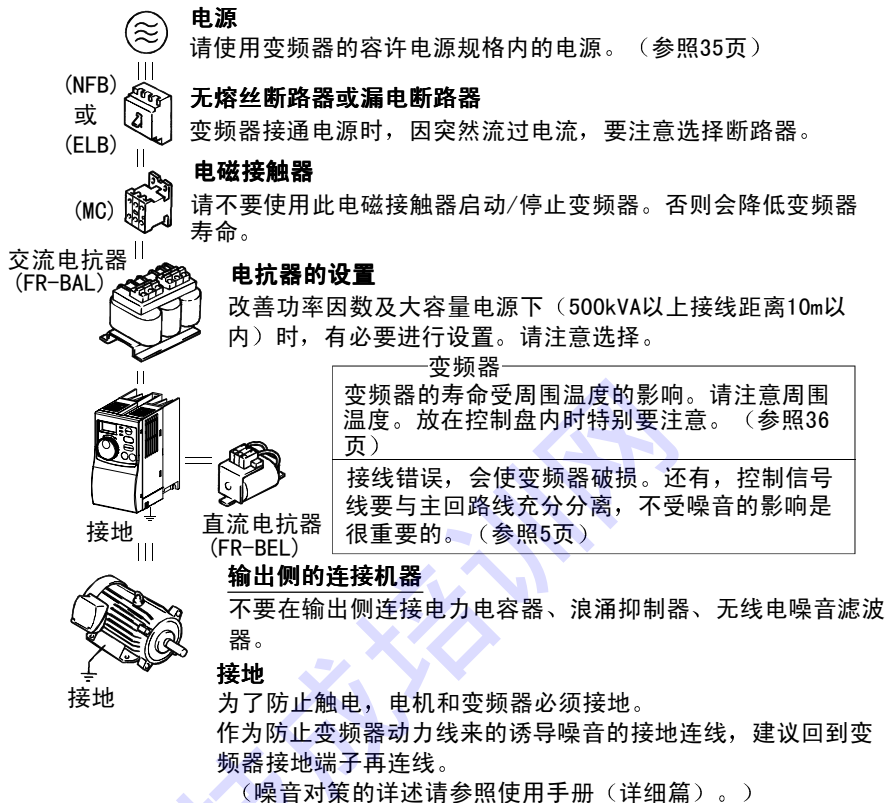 电源
请使用变频器的容许电源规格内的电源。（参照35页）
(NFB)
或
(ELB)
无熔丝断路器或漏电断路器
变频器接通电源时，因突然流过电流，要注意选择断路器。
电磁接触器
(MC)
请不要使用此电磁接触器启动/停止变频器。否则会降低变频器
寿命。
交流电抗器
(FR-BAL)
电抗器的设置
改善功率因数及大容量电源下（500kVA以上接线距离10m以
内）时，有必要进行设置。请注意选择。
变频器
变频器的寿命受周围温度的影响。请注意周围
温度。放在控制盘内时特别要注意。（参照36
页）
接线错误，会使变频器破损。还有，控制信号
线要与主回路线充分分离，不受噪音的影响是
很重要的。（参照5页）
接地
直流电抗器
(FR-BEL)
输出侧的连接机器
不要在输出侧连接电力电容器、浪涌抑制器、无线电噪音滤波
器。
接地
接地
为了防止触电，电机和变频器必须接地。
作为防止变频器动力线来的诱导噪音的接地连线，建议回到变
频器接地端子再连线。
（噪音对策的详述请参照使用手册（详细篇）。）
技成培训网